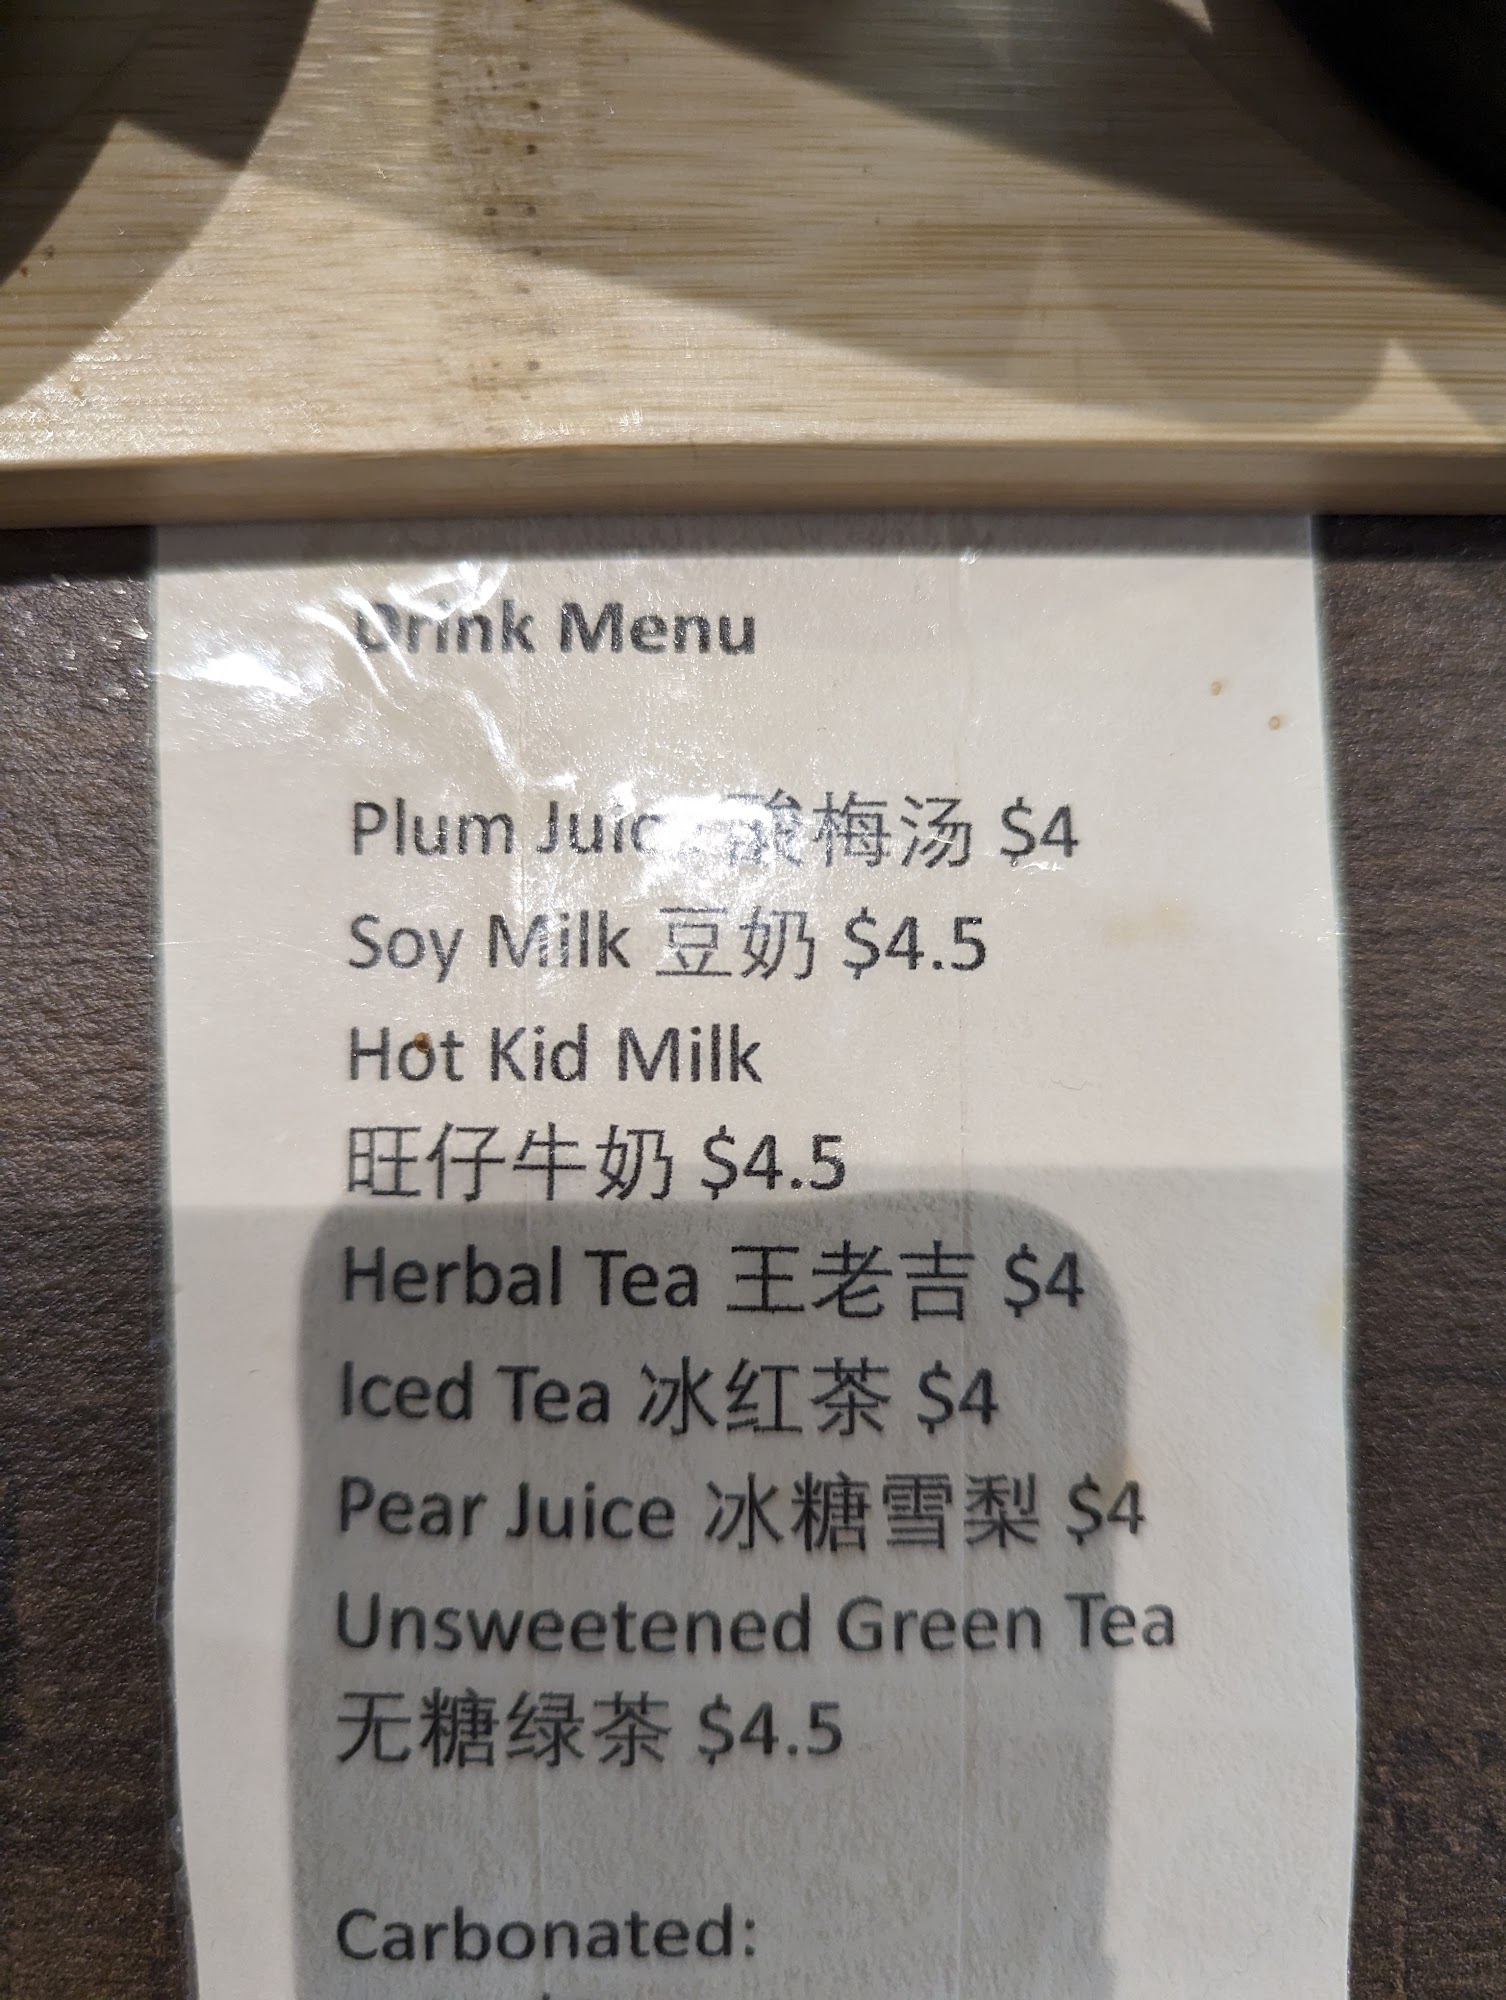 Drink Menu
Plum Juice 酸梅汤 $4
Soy Milk 豆奶 $4.5
Hot Kid Milk
旺仔牛奶 $4.5
Herbal Tea 王老吉 $4
Iced Tea 冰红茶 $4
Pear Juice 冰糖雪梨 $4
Unsweetened Green Tea
无糖绿茶 $4.5
Carbonated: